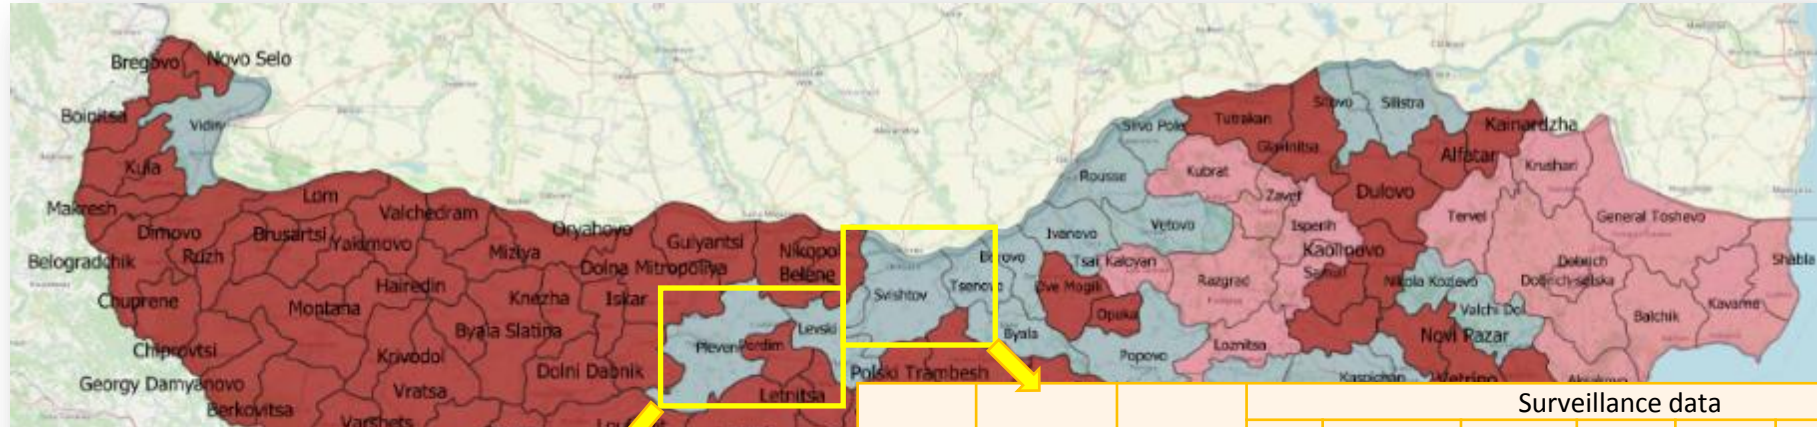 Bregovo
Novo Selo
Boinitsa
Vidin
Kula
Makresh
Lom
Valchedram
Oryahovo
Dimovo
Ruzh
Brusartsi
Yakimovo
Miziya
Gulyantsi
Nikopol
Belene
Belogradchik
Dolna Mitropoliya
Hairedin
Knezha
Iskar
Chuprene
Montana
Byala Slatina
Pleven
Pordim
Levski
Chiprovtsi
Krivodol
Dolni Dabnik
Georgy Damyanovo
Vratsa
Letnitsa
Berkovitsa
Varshets
Svishtov
Tsenovo
Borovo
Byala
Polski Trambesh
Slivo Pole
Tutrakan
Sitovo
Silistra
Kainardzha
Glavinitsa
Alfatar
Krushari
Rousse
Kubrat
Zavet
Dulovo
Vetovo
Isperih
Tervel
General Toshevo
Ivanovo
Tsar Kaloyan
Kaolinovo
Samuil
Shabla
Dobrich
Dobrich-selska
Razgrad
Nikola Kozlevo
Kavarna
Dve Mogili
Opaka
Valchi Dol
Balchik
Popovo
Loznitsa
Novi Pazar
Kaspichan
Vetrino
Surveillance data